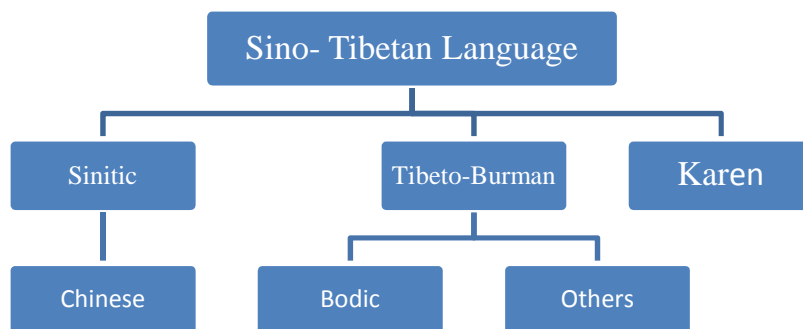 Sino- Tibetan Language
Sinitic
Tibeto-Burman
Karen
Chinese
Bodic
Others